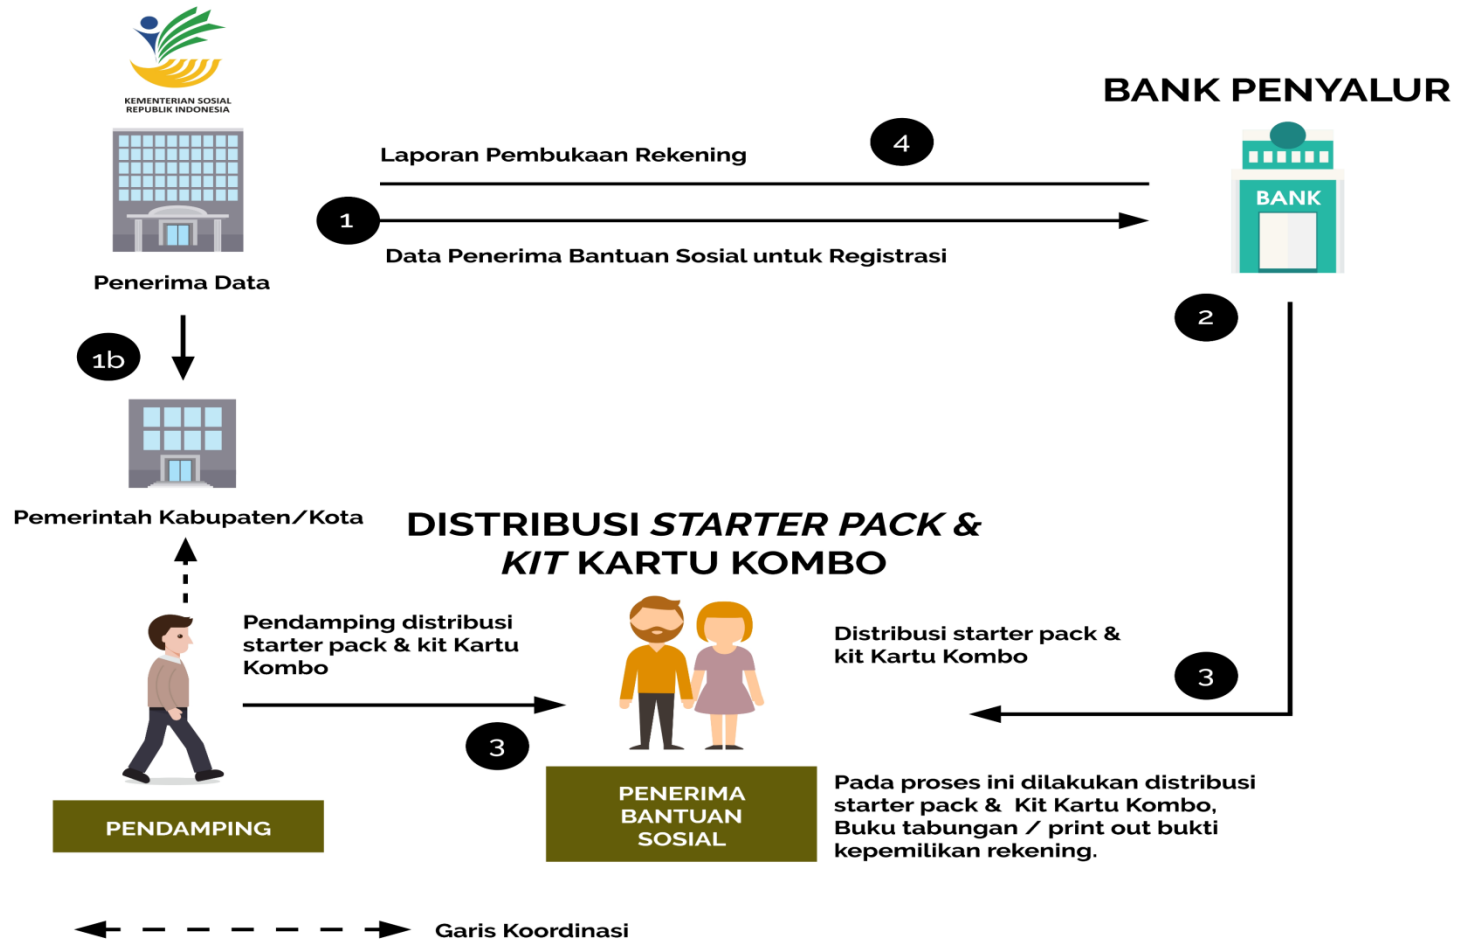 KEMENTERIAN SOSIAL
REPUBLIK INDONESIA
BANK PENYALUR
4
Laporan Pembukaan Rekening
BANK
1
Data Penerima Bantuan Sosial untuk Registrasi
Penerima Data
2
1b
Pemerintah Kabupaten/Kota
DISTRIBUSI STARTER PACK &
KIT KARTU KOMBO
Pendamping distribusi
starter pack & kit Kartu
Kombo
Distribusi starter pack &
kit Kartu Kombo
3
3
PENDAMPING
PENERIMA
BANTUAN
SOSIAL
Pada proses ini dilakukan distribusi
starter pack & Kit Kartu Kombo,
Buku tabungan / print out bukti
kepemilikan rekening.
Garis Koordinasi